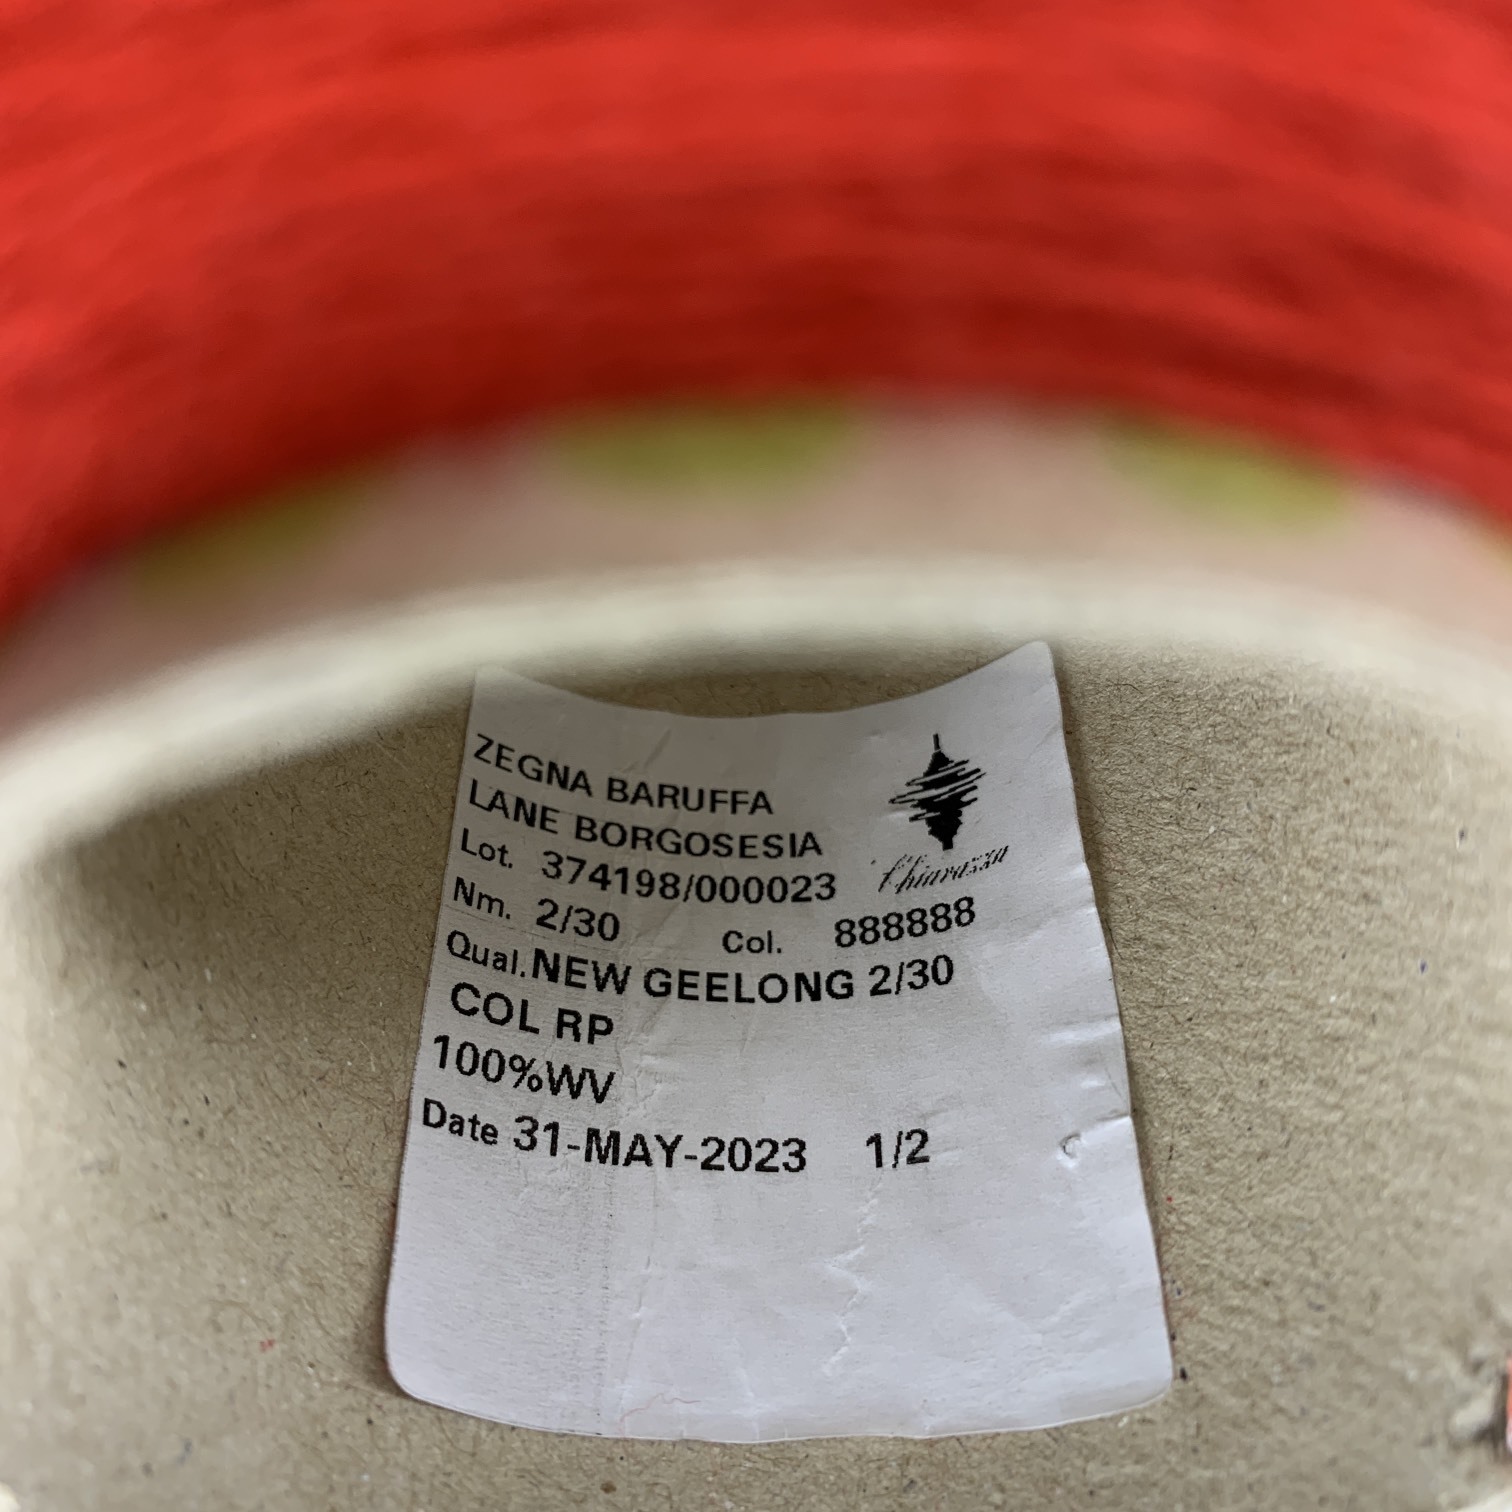 ZEGNA BARUFFA
LANE BORGOSESIA
Lot. 374198/000023
Nm. 2/30 Col. 888888
Qual. NEW GEELONG 2/30
COL RP
100%WV
Date 31-MAY-2023 1/2